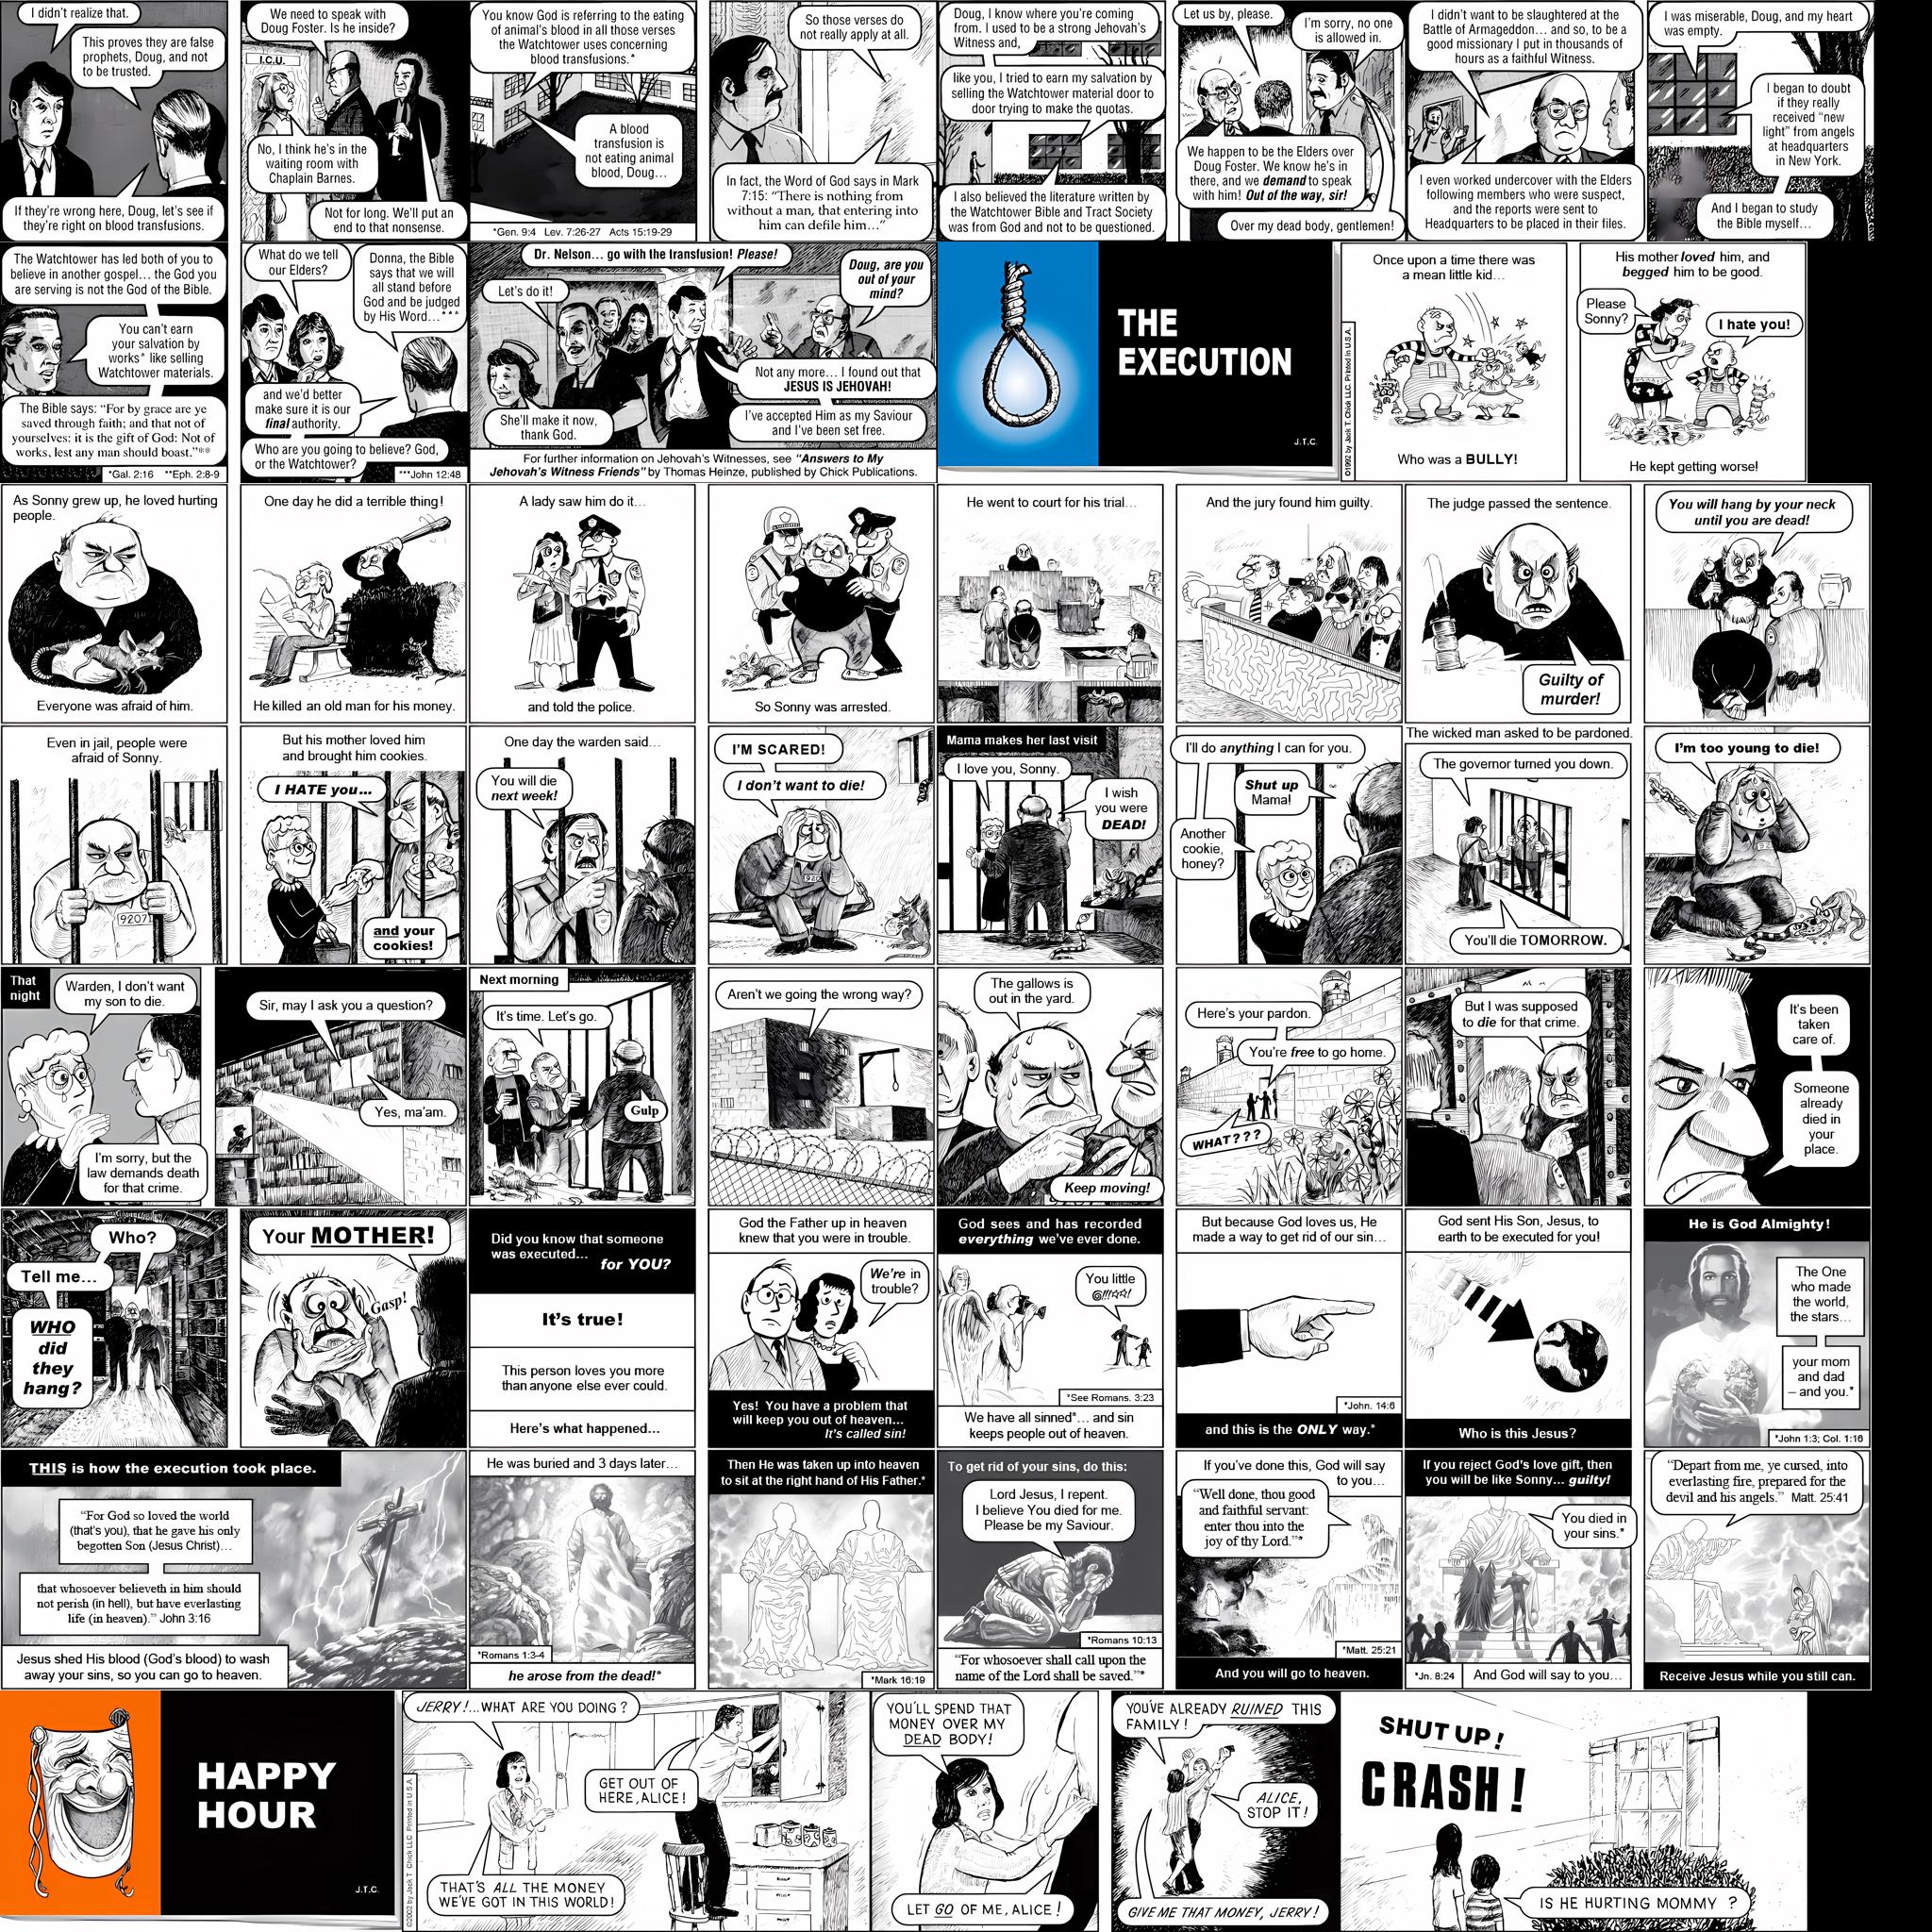 I didn't realize that.
This proves they are false
prophets, Doug, and not
to be trusted.
If they're wrong here, Doug, let's see if
they're right on blood transfusions.
We need to speak with
Doug Foster. Is he inside?
I.C.U.
No, I think he's in the
waiting room with
Chaplain Barnes.
Not for long. We'll put an
end to that nonsense.
You know God is referring to the eating
of animal's blood in all those verses
the Watchtower uses concerning
blood transfusions.*
A blood
transfusion is
not eating animal
blood, Doug...
*Gen. 9:4 Lev. 7:26-27 Acts 15:19-29
So those verses do
not really apply at all.
In fact, the Word of God says in Mark
7:15: "There is nothing from
without a man, that entering into
him can defile him..."
Doug, I know where you're coming
from. I used to be a strong Jehovah's
Witness and,
like you, I tried to earn my salvation by
selling the Watchtower material door to
door trying to make the quotas.
I also believed the literature written by
the Watchtower Bible and Tract Society
was from God and not to be questioned.
Let us by, please.
I'm sorry, no one
is allowed in.
We happen to be the Elders over
Doug Foster. We know he's in
there, and we demand to speak
with him! Out of the way, sir!
Over my dead body, gentlemen!
I didn't want to be slaughtered at the
Battle of Armageddon... and so, to be a
good missionary I put in thousands of
hours as a faithful Witness.
I even worked undercover with the Elders
following members who were suspect,
and the reports were sent to
Headquarters to be placed in their files.
I was miserable, Doug, and my heart
was empty.
I began to doubt
if they really
received "new
light" from angels
at headquarters
in New York.
And I began to study
the Bible myself...
The Watchtower has led both of you to
believe in another gospel... the God you
are serving is not the God of the Bible.
You can't earn
your salvation by
works* like selling
Watchtower materials.
The Bible says: "For by grace are ye
saved through faith; and that not of
yourselves: it is the gift of God: Not of
works, lest any man should boast."**
*Gal. 2:16 **Eph. 2:8-9
What do we tell
our Elders?
Donna, the Bible
says that we will
all stand before
God and be judged
by His Word...***
and we'd better
make sure it is our
final authority.
Who are you going to believe? God,
or the Watchtower?
***John 12:48
Dr. Nelson... go with the transfusion! Please!
Let's do it!
Doug, are you
out of your
mind?
Not any more... I found out that
JESUS IS JEHOVAH!
She'll make it now,
thank God.
I've accepted Him as my Saviour
and I've been set free.
For further information on Jehovah's Witnesses, see "Answers to My
Jehovah's Witness Friends" by Thomas Heinze, published by Chick Publications.
THE
EXECUTION
J.T.C.
©1992 by Jack T. Chick LLC. Printed in U.S.A.
Once upon a time there was
a mean little kid...
Who was a BULLY!
His mother loved him, and
begged him to be good.
Please
Sonny?
I hate you!
He kept getting worse!
As Sonny grew up, he loved hurting
people.
Everyone was afraid of him.
One day he did a terrible thing!
He killed an old man for his money.
A lady saw him do it...
and told the police.
So Sonny was arrested.
He went to court for his trial...
And the jury found him guilty.
The judge passed the sentence.
Guilty of
murder!
You will hang by your neck
until you are dead!
Even in jail, people were
afraid of Sonny.
9207
But his mother loved him
and brought him cookies.
I HATE you...
and your
cookies!
One day the warden said...
You will die
next week!
I'M SCARED!
I don't want to die!
Mama makes her last visit
I love you, Sonny.
I wish
you were
DEAD!
I'll do anything I can for you.
Shut up
Mama!
Another
cookie,
honey?
The wicked man asked to be pardoned.
The governor turned you down.
You'll die TOMORROW.
I'm too young to die!
That
night
Warden, I don't want
my son to die.
I'm sorry, but the
law demands death
for that crime.
Sir, may I ask you a question?
Yes, ma'am.
Next morning
It's time. Let's go.
Gulp
Aren't we going the wrong way?
The gallows is
out in the yard.
Keep moving!
Here's your pardon.
You're free to go home.
WHAT???
But I was supposed
to die for that crime.
It's been
taken
care of.
Someone
already
died in
your
place.
Who?
Tell me...
WHO
did
they
hang?
Your MOTHER!
Gasp!
Did you know that someone
was executed...
for YOU?
It's true!
This person loves you more
than anyone else ever could.
Here's what happened...
God the Father up in heaven
knew that you were in trouble.
We're in
trouble?
Yes! You have a problem that
will keep you out of heaven...
It's called sin!
God sees and has recorded
everything we've ever done.
You little
@!!!☆☆!
*See Romans. 3:23
We have all sinned*... and sin
keeps people out of heaven.
But because God loves us, He
made a way to get rid of our sin...
*John. 14:6
and this is the ONLY way.*
God sent His Son, Jesus, to
earth to be executed for you!
Who is this Jesus?
He is God Almighty!
The One
who made
the world,
the stars...
your mom
and dad
– and you.*
*John 1:3; Col. 1:16
THIS is how the execution took place.
"For God so loved the world
(that's you), that he gave his only
begotten Son (Jesus Christ)...
that whosoever believeth in him should
not perish (in hell), but have everlasting
life (in heaven)." John 3:16
Jesus shed His blood (God's blood) to wash
away your sins, so you can go to heaven.
He was buried and 3 days later...
*Romans 1:3-4
he arose from the dead!*
Then He was taken up into heaven
to sit at the right hand of His Father.*
*Mark 16:19
To get rid of your sins, do this:
Lord Jesus, I repent.
I believe You died for me.
Please be my Saviour.
*Romans 10:13
"For whosoever shall call upon the
name of the Lord shall be saved."*
If you've done this, God will say
to you...
"Well done, thou good
and faithful servant:
enter thou into the
joy of thy Lord."*
*Matt. 25:21
And you will go to heaven.
If you reject God's love gift, then
you will be like Sonny... guilty!
You died in
your sins.*
*Jn. 8:24
And God will say to you...
"Depart from me, ye cursed, into
everlasting fire, prepared for the
devil and his angels." Matt. 25:41
Receive Jesus while you still can.
HAPPY
HOUR
J.T.C.
©2002 by Jack T. Chick LLC Printed in U.S.A.
JERRY!...WHAT ARE YOU DOING?
GET OUT OF
HERE, ALICE!
THAT'S ALL THE MONEY
WE'VE GOT IN THIS WORLD!
YOU'LL SPEND THAT
MONEY OVER MY
DEAD BODY!
LET GO OF ME, ALICE!
YOU'VE ALREADY RUINED THIS
FAMILY!
ALICE,
STOP IT!
GIVE ME THAT MONEY, JERRY!
SHUT UP!
CRASH!
IS HE HURTING MOMMY ?